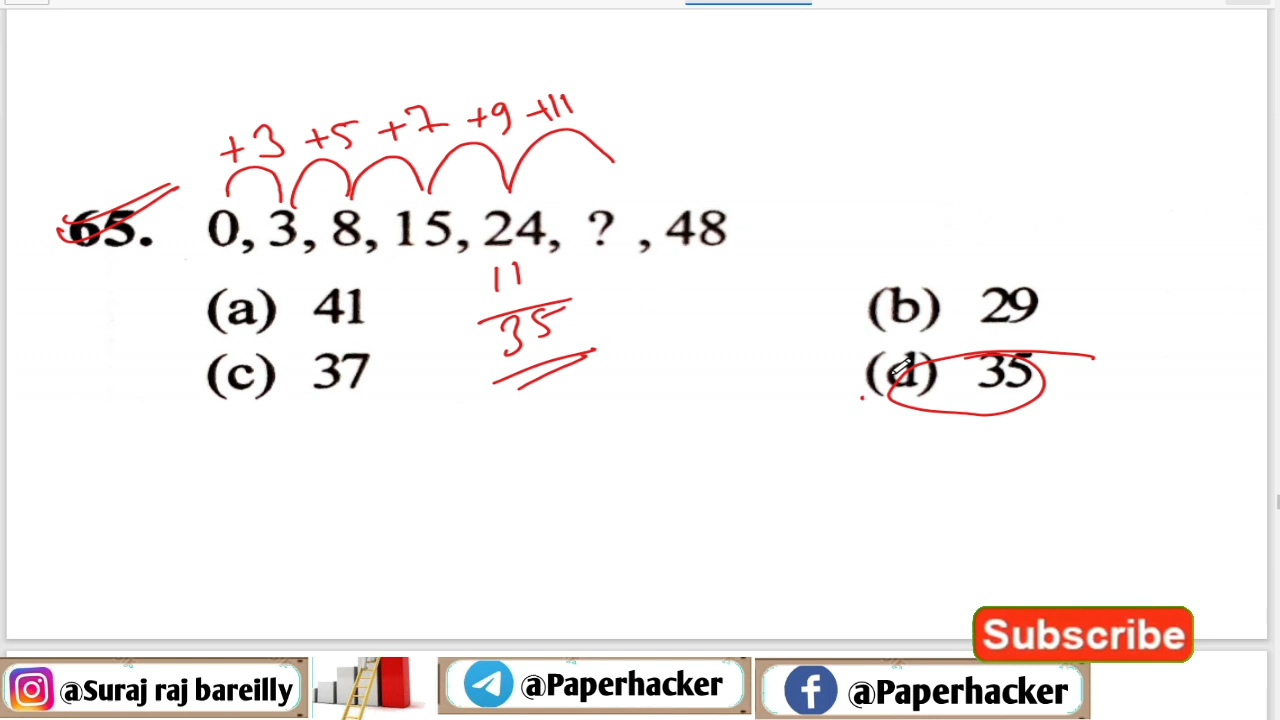 +3 +5 +7 +9 +11
65. 0, 3, 8, 15, 24, ? , 48
11
(a) 41 (b) 29
35
(c) 37 (d) 35
Subscribe
@Suraj raj bareilly @Paperhacker @Paperhacker